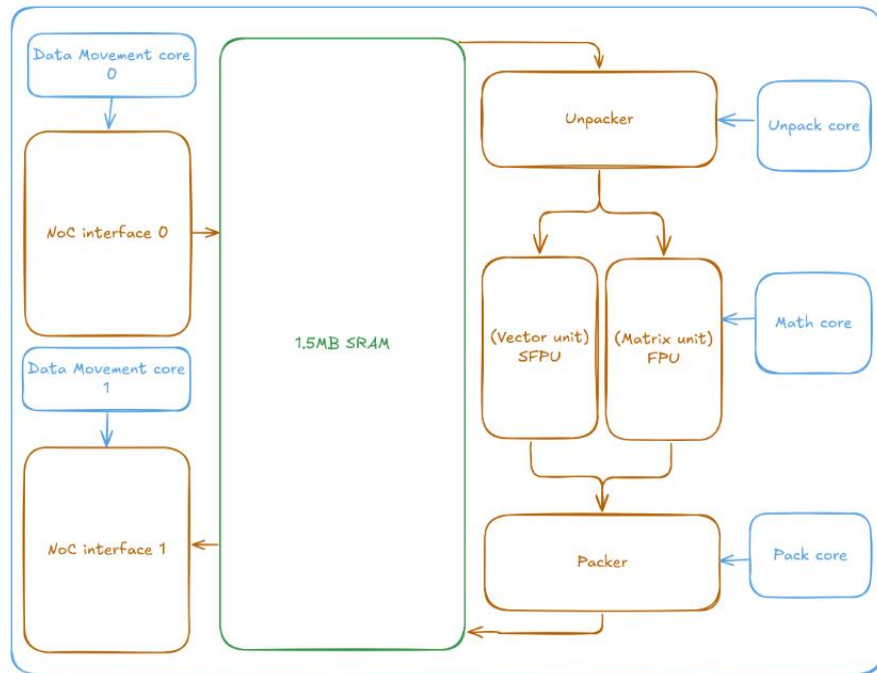 Data Movement core
0
NoC interface 0
Data Movement core
1
NoC interface 1
1.5MB SRAM
Unpacker
Unpack core
(Vector unit)
SFPU
(Matrix unit)
FPU
Math core
Packer
Pack core